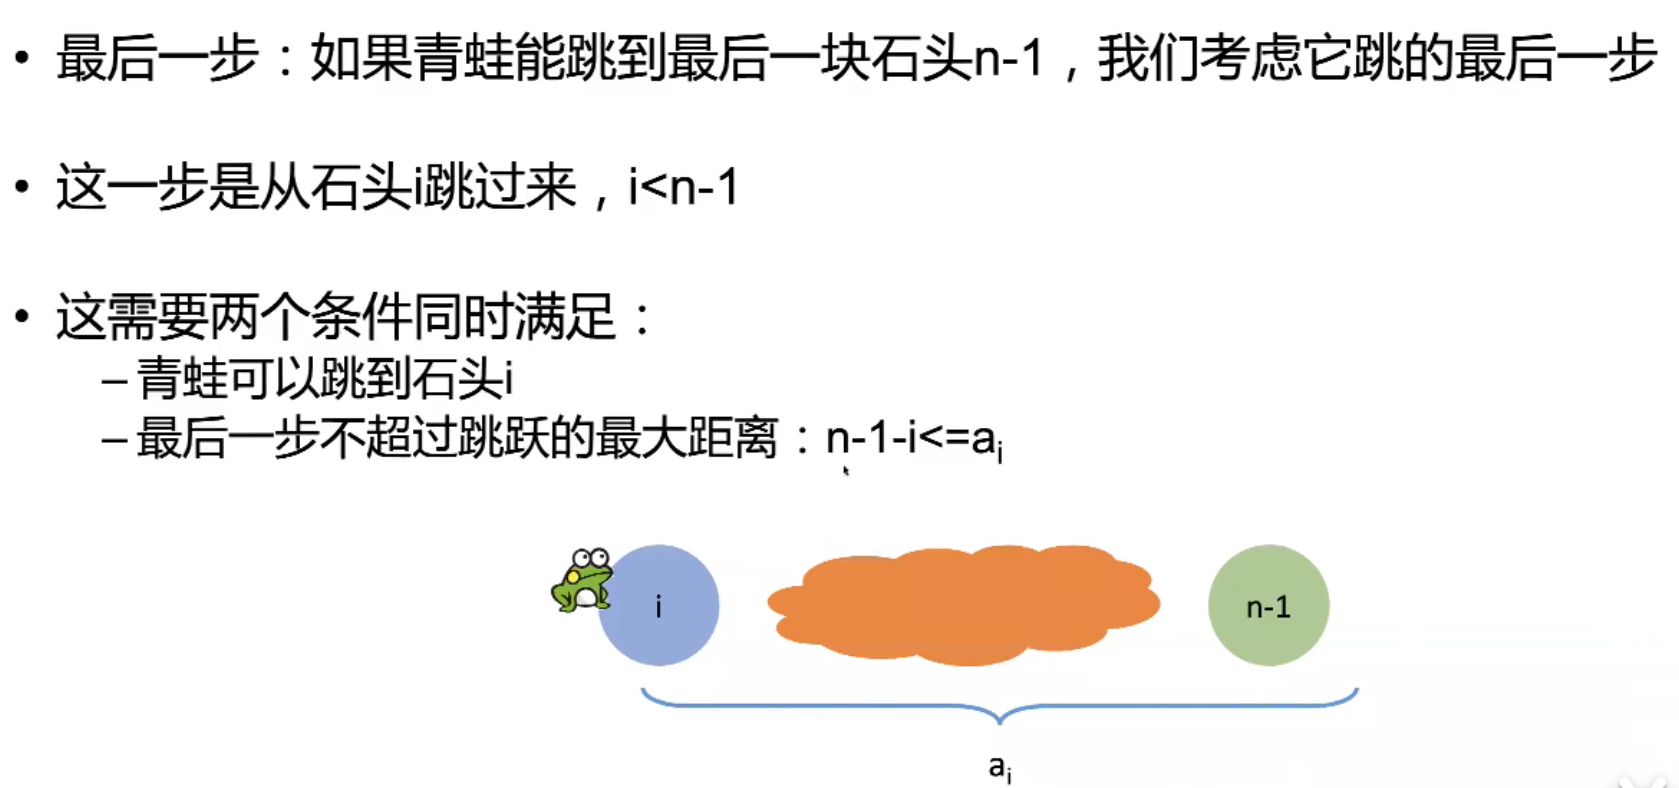 • 最后一步：如果青蛙能跳到最后一块石头n-1，我们考虑它跳的最后一步
• 这一步是从石头i跳过来，i<n-1
• 这需要两个条件同时满足：
– 青蛙可以跳到石头i
– 最后一步不超过跳跃的最大距离：n-1-i<=aᵢ
i
n-1
aᵢ